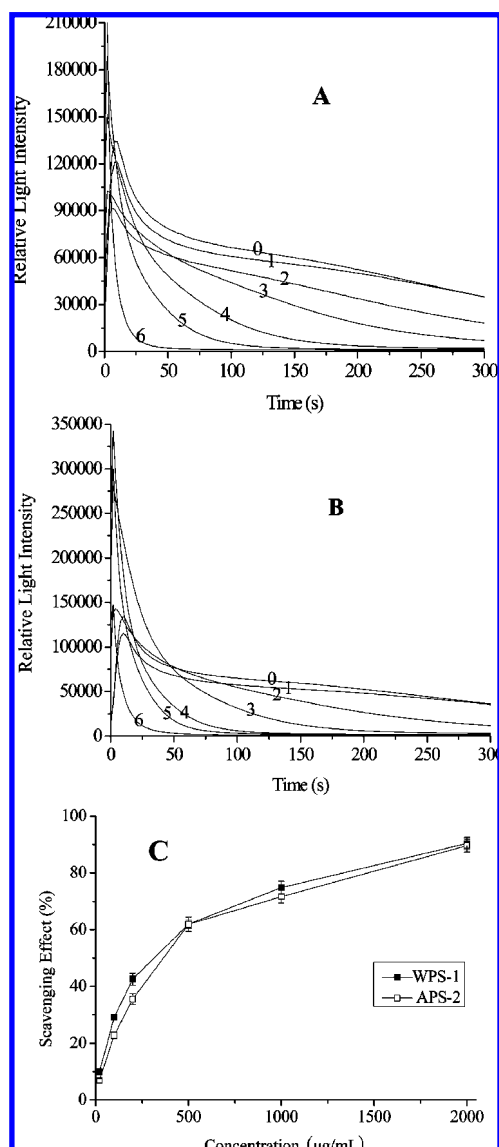 210000
180000
150000
120000
90000
60000
30000
0
Relative Light Intensity
A
0
1
2
3
4
5
6
0 50 100 150 200 250 300
Time (s)
350000
300000
250000
200000
150000
100000
50000
0
Relative Light Intensity
B
0
1
2
3
4
5
6
0 50 100 150 200 250 300
Time (s)
100
80
60
40
20
0
Scavenging Effect (%)
C
WPS-1
APS-2
0 500 1000 1500 2000
Concentration (μg/mL)